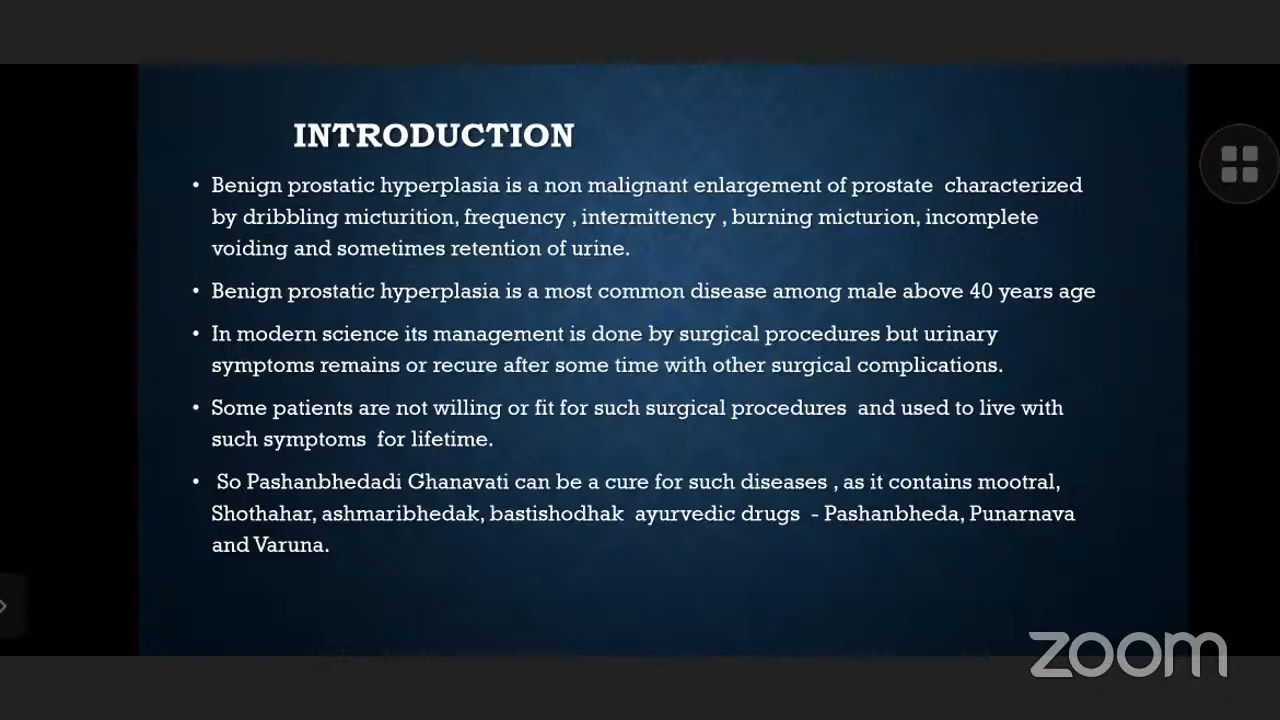 INTRODUCTION
• Benign prostatic hyperplasia is a non malignant enlargement of prostate characterized
by dribbling micturition, frequency , intermittency , burning micturion, incomplete
voiding and sometimes retention of urine.
• Benign prostatic hyperplasia is a most common disease among male above 40 years age
• In modern science its management is done by surgical procedures but urinary
symptoms remains or recure after some time with other surgical complications.
• Some patients are not willing or fit for such surgical procedures and used to live with
such symptoms for lifetime.
• So Pashanbhedadi Ghanavati can be a cure for such diseases , as it contains mootral,
Shothahar, ashmaribhedak, bastishodhak ayurvedic drugs - Pashanbheda, Punarnava
and Varuna.
zoom